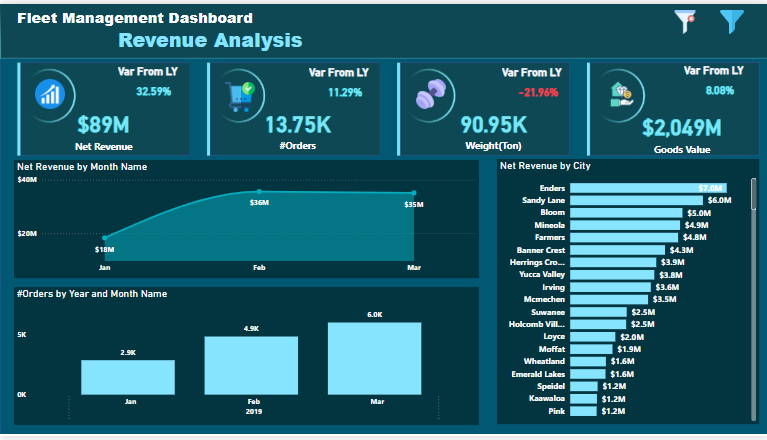 Fleet Management Dashboard
Revenue Analysis
Var From LY
32.59%
$89M
Net Revenue
Var From LY
11.29%
13.75K
#Orders
Var From LY
-21.96%
90.95K
Weight(Ton)
Var From LY
8.08%
$2,049M
Goods Value
Net Revenue by Month Name
$40M
$20M
$18M
$36M
$35M
Jan
Feb
Mar
#Orders by Year and Month Name
5K
0K
2.9K
4.9K
6.0K
Jan
Feb
Mar
2019
Net Revenue by City
Enders $7.0M
Sandy Lane $6.0M
Bloom $5.0M
Mineola $4.9M
Farmers $4.8M
Banner Crest $4.3M
Herrings Cro... $3.9M
Yucca Valley $3.8M
Irving $3.6M
Mcmechen $3.5M
Suwanee $2.5M
Holcomb Vill... $2.5M
Loyce $2.0M
Moffat $1.9M
Wheatland $1.6M
Emerald Lakes $1.6M
Speidel $1.2M
Kaawaloa $1.2M
Pink $1.2M